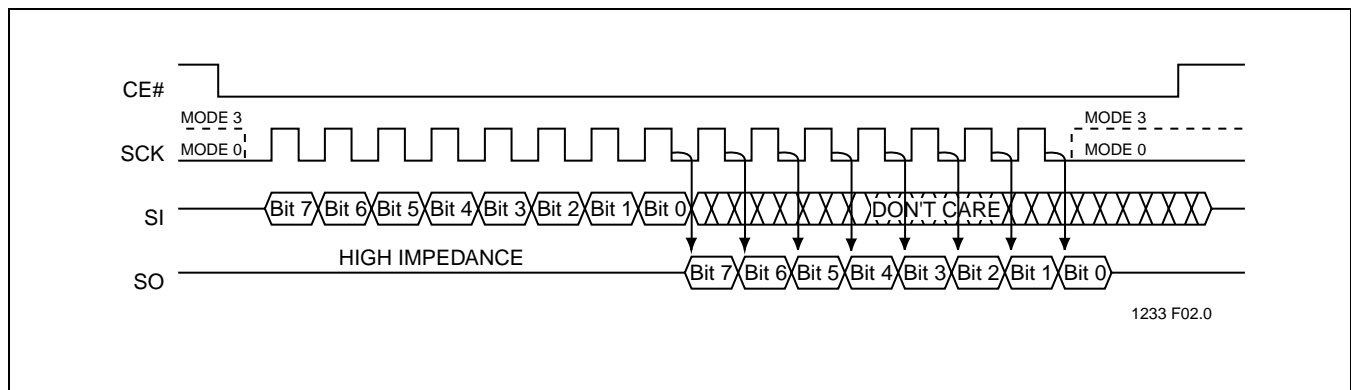 CE#
MODE 3
MODE 3
SCK
MODE 0
MODE 0
SI
Bit 7 Bit 6 Bit 5 Bit 4 Bit 3 Bit 2 Bit 1 Bit 0
DON'T CARE
HIGH IMPEDANCE
SO
Bit 7 Bit 6 Bit 5 Bit 4 Bit 3 Bit 2 Bit 1 Bit 0
1233 F02.0